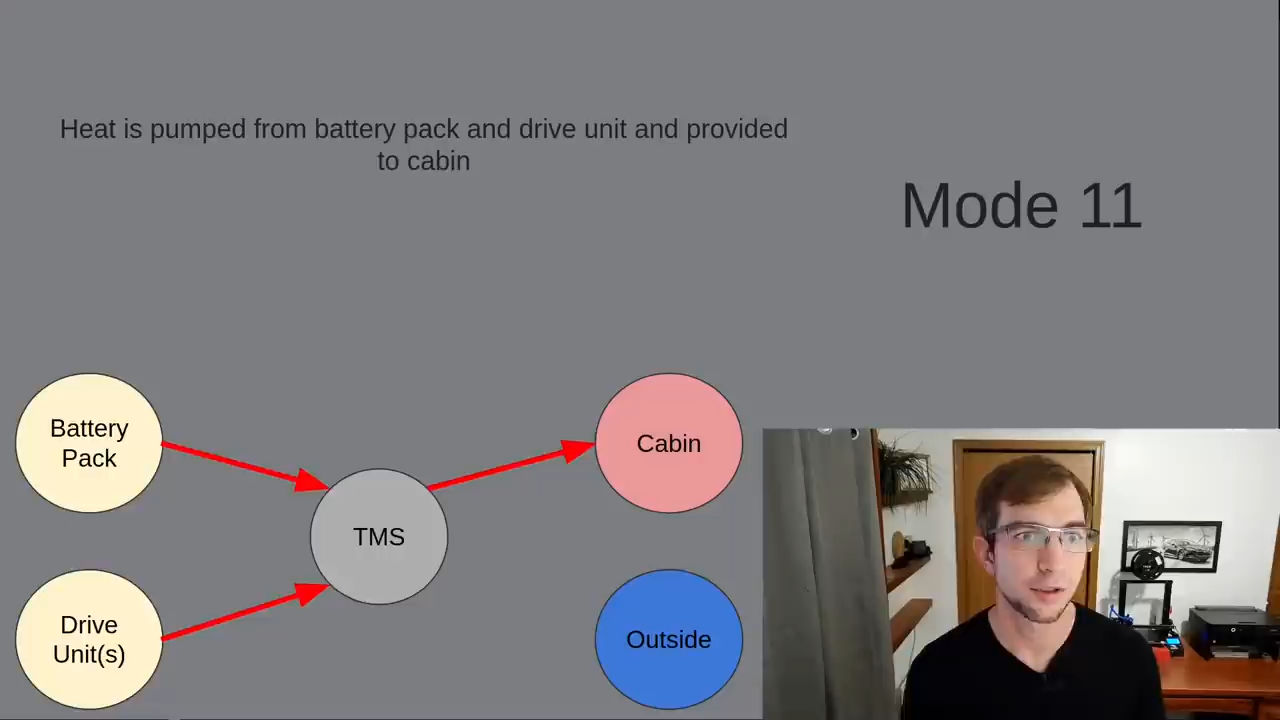 Heat is pumped from battery pack and drive unit and provided
to cabin
Mode 11
Battery
Pack
Cabin
TMS
Drive
Unit(s)
Outside